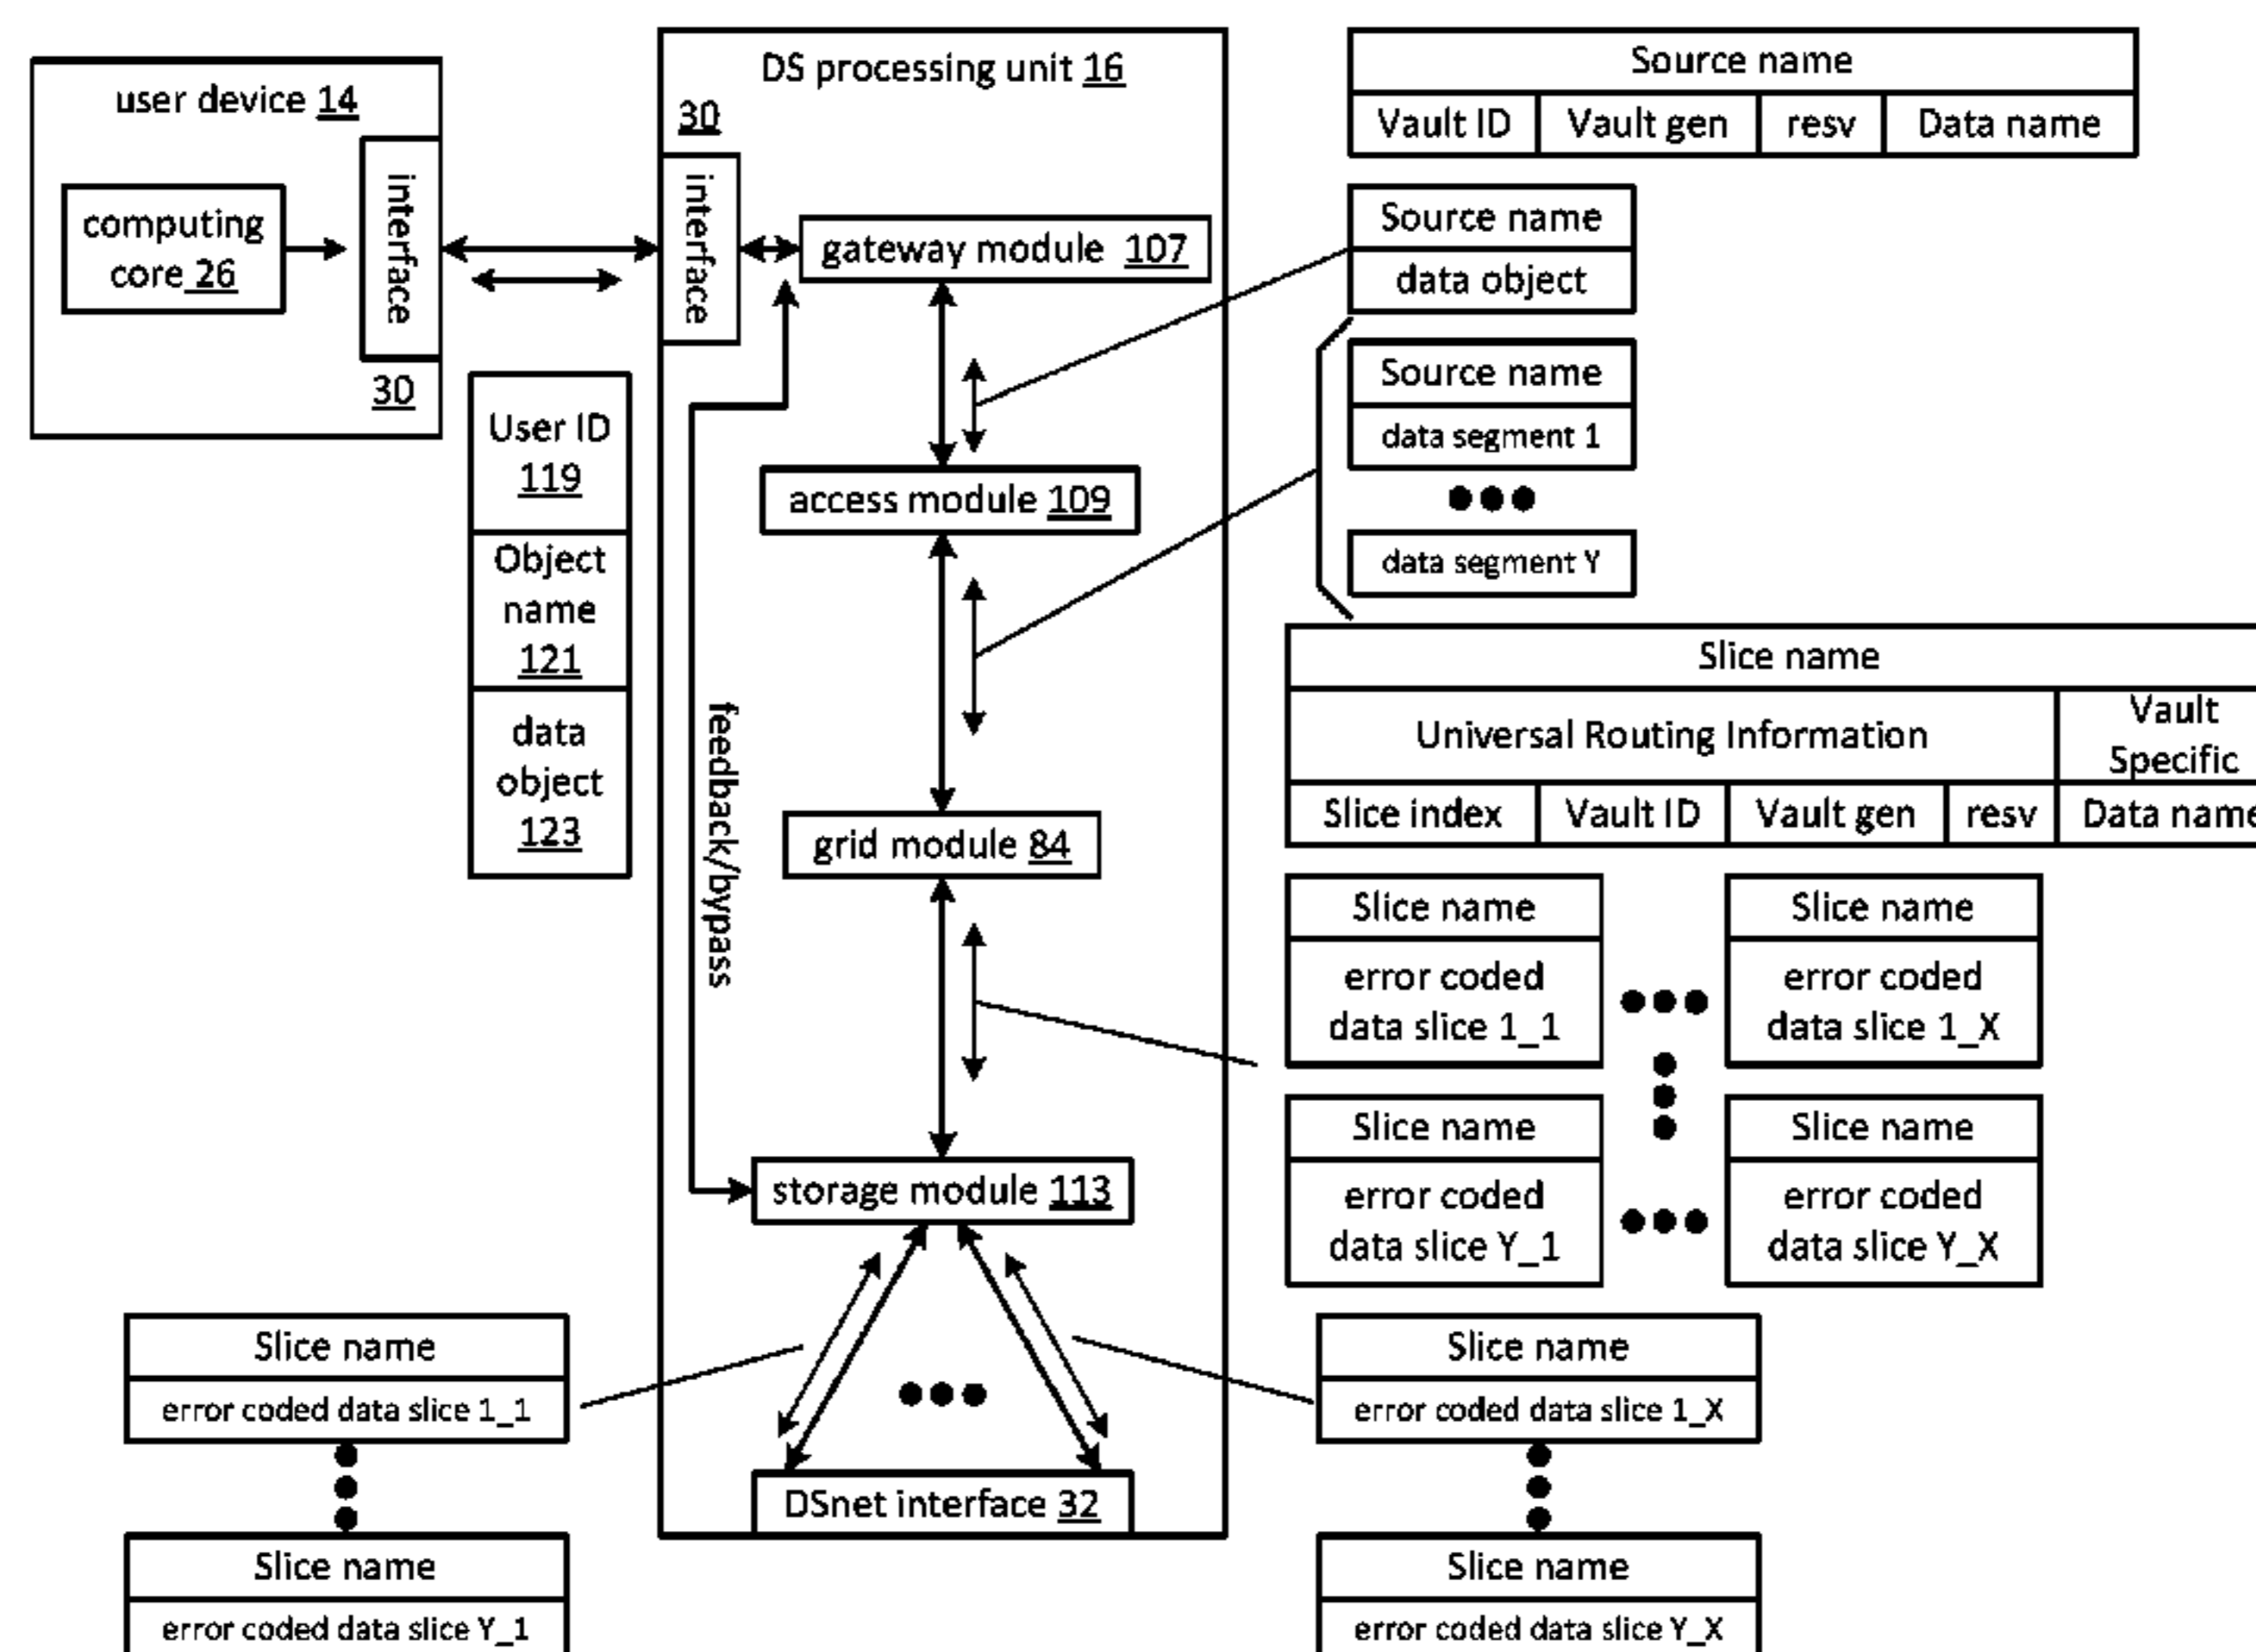 user device 14
computing
core 26
interface
30
User ID
119
Object
name
121
data
object
123
DS processing unit 16
30
interface
gateway module 107
access module 109
feedback/bypass
grid module 84
storage module 113
DSnet interface 32
Source name
Vault ID Vault gen resv Data name
Source name
data object
Source name
data segment 1
data segment Y
Slice name
Universal Routing Information
Vault
Specific
Slice index Vault ID Vault gen resv Data name
Slice name
error coded
data slice 1_1
Slice name
error coded
data slice 1_X
Slice name
error coded
data slice Y_1
Slice name
error coded
data slice Y_X
Slice name
error coded data slice 1_1
Slice name
error coded data slice Y_1
Slice name
error coded data slice 1_X
Slice name
error coded data slice Y_X